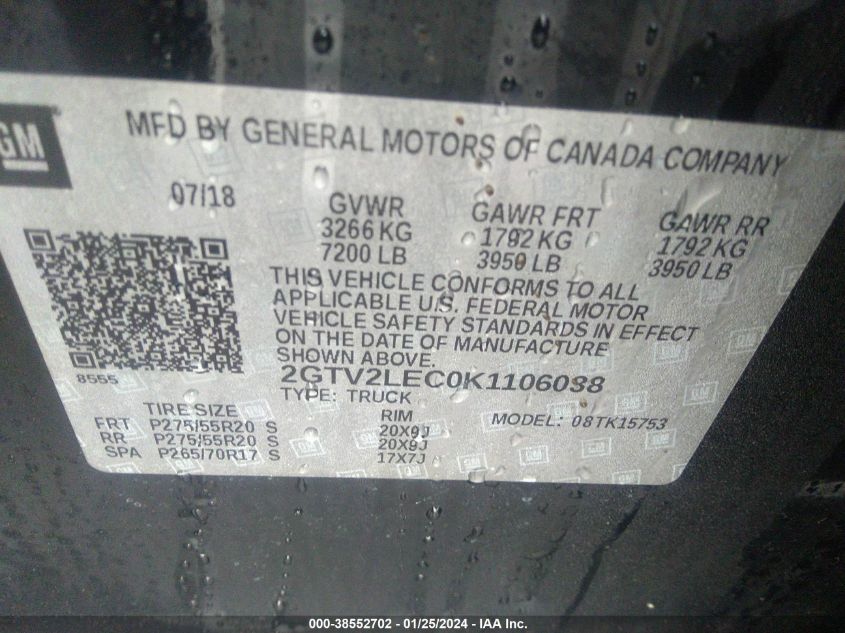 GM
MFD BY GENERAL MOTORS OF CANADA COMPANY
07/18
GVWR GAWR FRT GAWR RR
3266 KG 1792 KG 1792 KG
7200 LB 3950 LB 3950 LB
THIS VEHICLE CONFORMS TO ALL
APPLICABLE U.S. FEDERAL MOTOR
VEHICLE SAFETY STANDARDS IN EFFECT
ON THE DATE OF MANUFACTURE
SHOWN ABOVE.
8555
2GTV2LEC0K1106038
TYPE: TRUCK
MODEL: 08TK15753
TIRE SIZE RIM
FRT P275/55R20 S 20X9J
RR P275/55R20 S 20X9J
SPA P265/70R17 S 17X7J
000-38552702 - 01/25/2024 - IAA Inc.